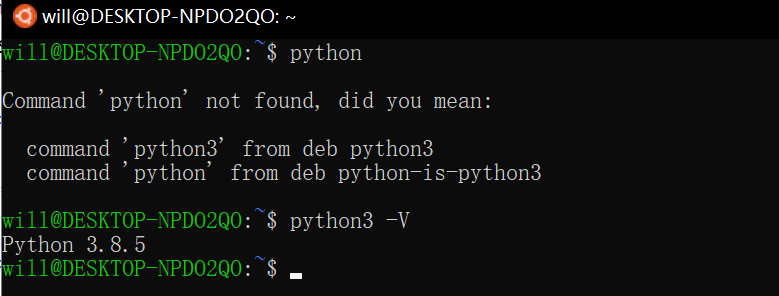 will@DESKTOP-NPDO2QO: ~
will@DESKTOP-NPDO2QO:~$ python
Command 'python' not found, did you mean:
  command 'python3' from deb python3
  command 'python' from deb python-is-python3
will@DESKTOP-NPDO2QO:~$ python3 -V
Python 3.8.5
will@DESKTOP-NPDO2QO:~$